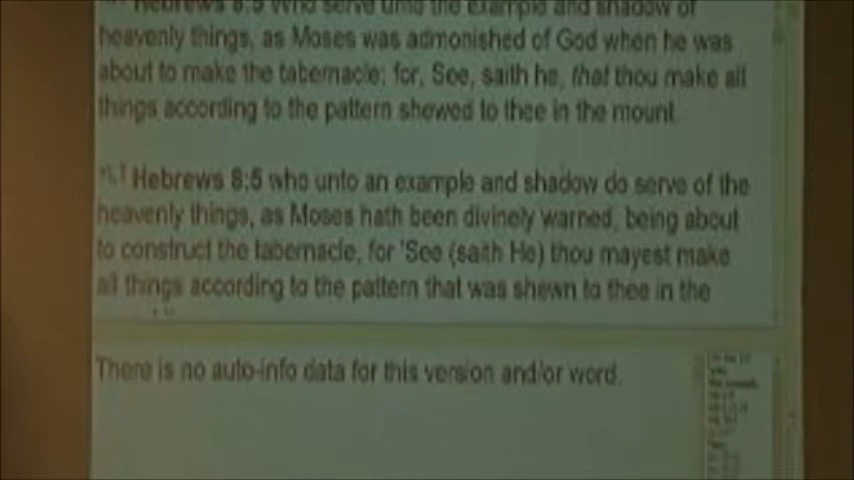 Hebrews 8:5 Who serve unto the example and shadow of
heavenly things, as Moses was admonished of God when he was
about to make the tabernacle: for, See, saith he, that thou make all
things according to the pattern shewed to thee in the mount.
Hebrews 8:5 who unto an example and shadow do serve of the
heavenly things, as Moses hath been divinely warned, being about
to construct the tabernacle, for 'See (saith He) thou mayest make
all things according to the pattern that was shewn to thee in the
There is no auto-info data for this version and/or word.